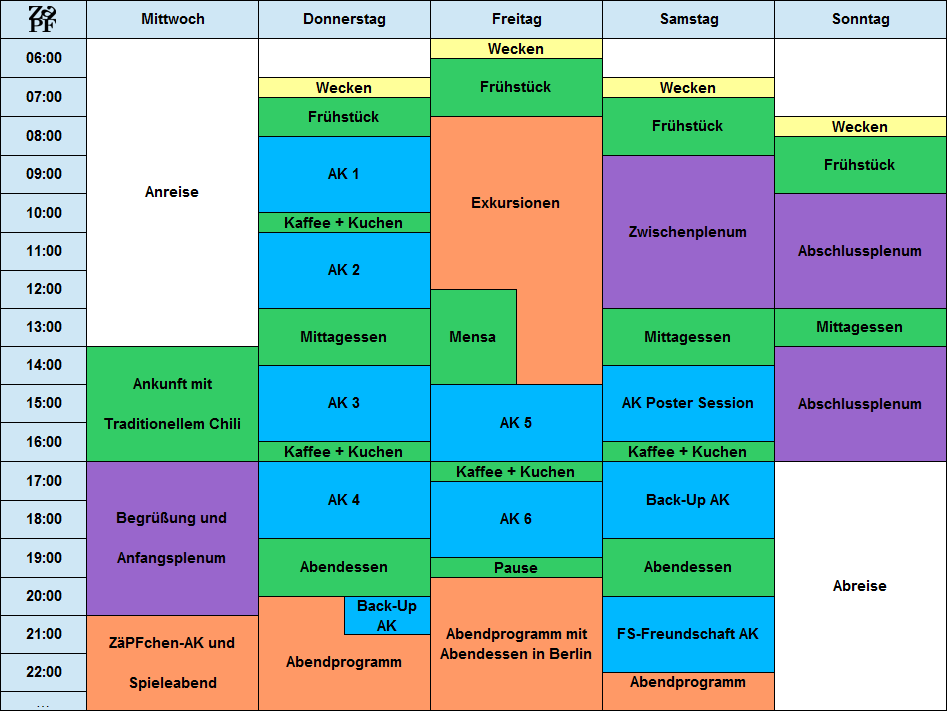 ZaPF
Mittwoch
Donnerstag
Freitag
Samstag
Sonntag
06:00
07:00
08:00
09:00
10:00
11:00
12:00
13:00
14:00
15:00
16:00
17:00
18:00
19:00
20:00
21:00
22:00
...
Anreise
Ankunft mit
Traditionellem Chili
Begrüßung und
Anfangsplenum
ZäPFchen-AK und
Spieleabend
Wecken
Frühstück
AK 1
Kaffee + Kuchen
AK 2
Mittagessen
AK 3
Kaffee + Kuchen
AK 4
Abendessen
Back-Up
AK
Abendprogramm
Wecken
Frühstück
Exkursionen
Mensa
AK 5
Kaffee + Kuchen
AK 6
Pause
Abendprogramm mit
Abendessen in Berlin
Wecken
Frühstück
Zwischenplenum
Mittagessen
AK Poster Session
Kaffee + Kuchen
Back-Up AK
Abendessen
FS-Freundschaft AK
Abendprogramm
Wecken
Frühstück
Abschlussplenum
Mittagessen
Abschlussplenum
Abreise